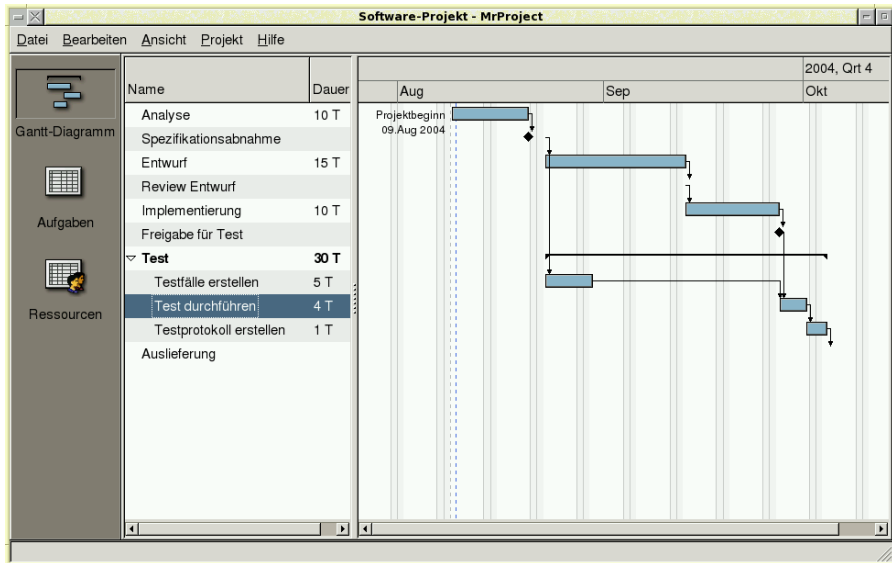 Software-Projekt - MrProject
Datei Bearbeiten Ansicht Projekt Hilfe
Gantt-Diagramm
Aufgaben
Ressourcen
Name Dauer
Analyse 10 T
Spezifikationsabnahme
Entwurf 15 T
Review Entwurf
Implementierung 10 T
Freigabe für Test
Test 30 T
Testfälle erstellen 5 T
Test durchführen 4 T
Testprotokoll erstellen 1 T
Auslieferung
2004, Qrt 4
Aug Sep Okt
Projektbeginn
09.Aug 2004